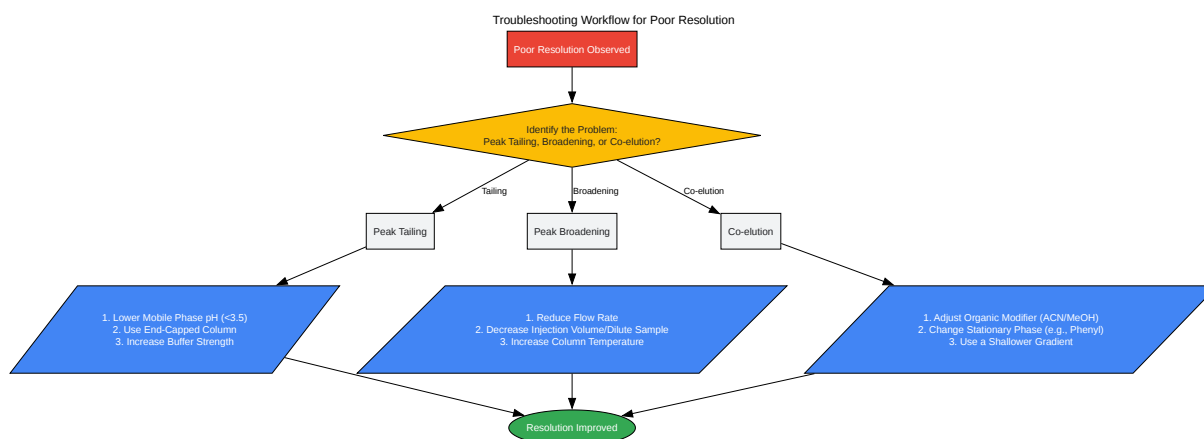 Troubleshooting Workflow for Poor Resolution
Poor Resolution Observed
Identify the Problem:
Peak Tailing, Broadening, or Co-elution?
Tailing
Broadening
Co-elution
Peak Tailing
Peak Broadening
Co-elution
1. Lower Mobile Phase pH (<3.5)
2. Use End-Capped Column
3. Increase Buffer Strength
1. Reduce Flow Rate
2. Decrease Injection Volume/Dilute Sample
3. Increase Column Temperature
1. Adjust Organic Modifier (ACN/MeOH)
2. Change Stationary Phase (e.g., Phenyl)
3. Use a Shallower Gradient
Resolution Improved